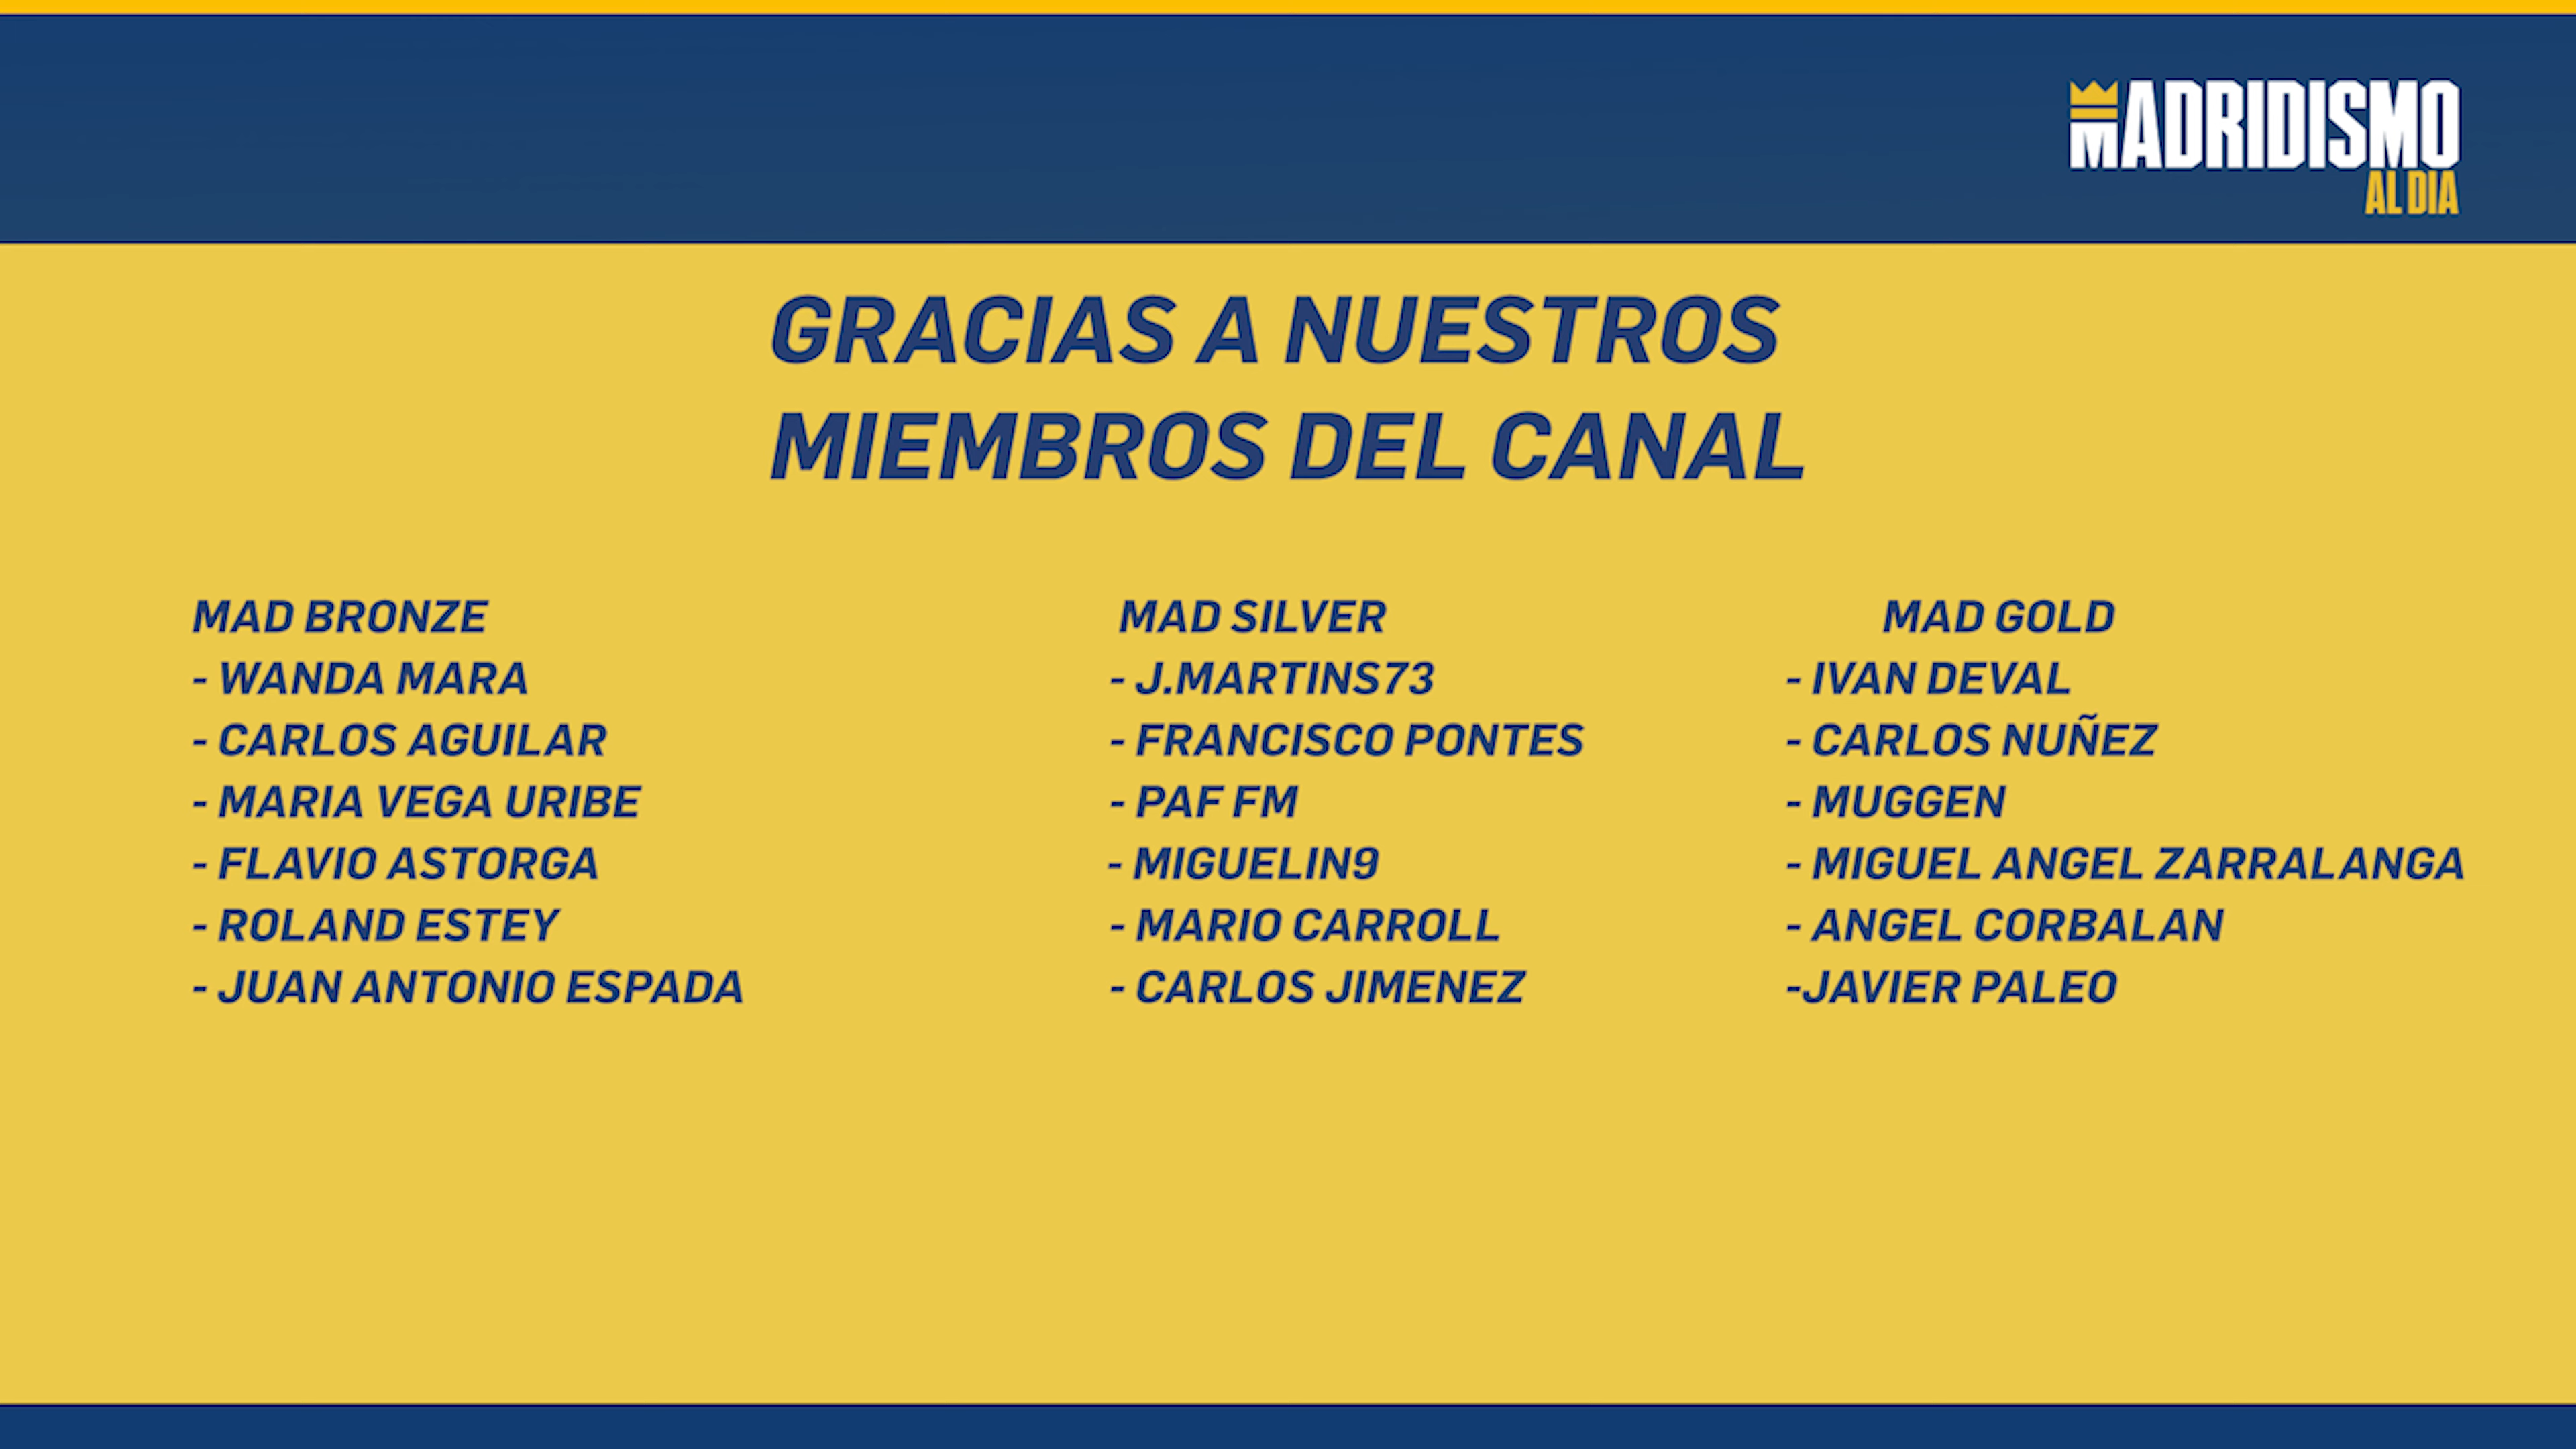 MADRIDISMO
AL DIA
GRACIAS A NUESTROS
MIEMBROS DEL CANAL
MAD BRONZE
- WANDA MARA
- CARLOS AGUILAR
- MARIA VEGA URIBE
- FLAVIO ASTORGA
- ROLAND ESTEY
- JUAN ANTONIO ESPADA
MAD SILVER
- J.MARTINS73
- FRANCISCO PONTES
- PAF FM
- MIGUELIN9
- MARIO CARROLL
- CARLOS JIMENEZ
MAD GOLD
- IVAN DEVAL
- CARLOS NUÑEZ
- MUGGEN
- MIGUEL ANGEL ZARRALANGA
- ANGEL CORBALAN
-JAVIER PALEO